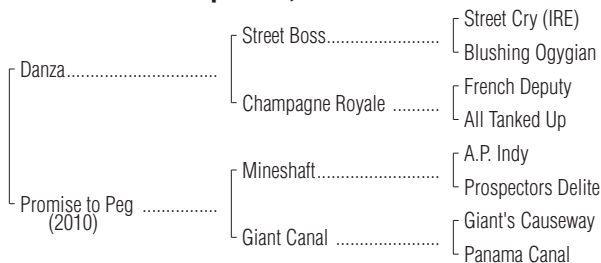 Street Cry (IRE)
Street Boss
Blushing Ogygian
Danza
French Deputy
Champagne Royale
All Tanked Up
A.P. Indy
Mineshaft
Prospectors Delite
Promise to Peg
(2010)
Giant's Causeway
Giant Canal
Panama Canal